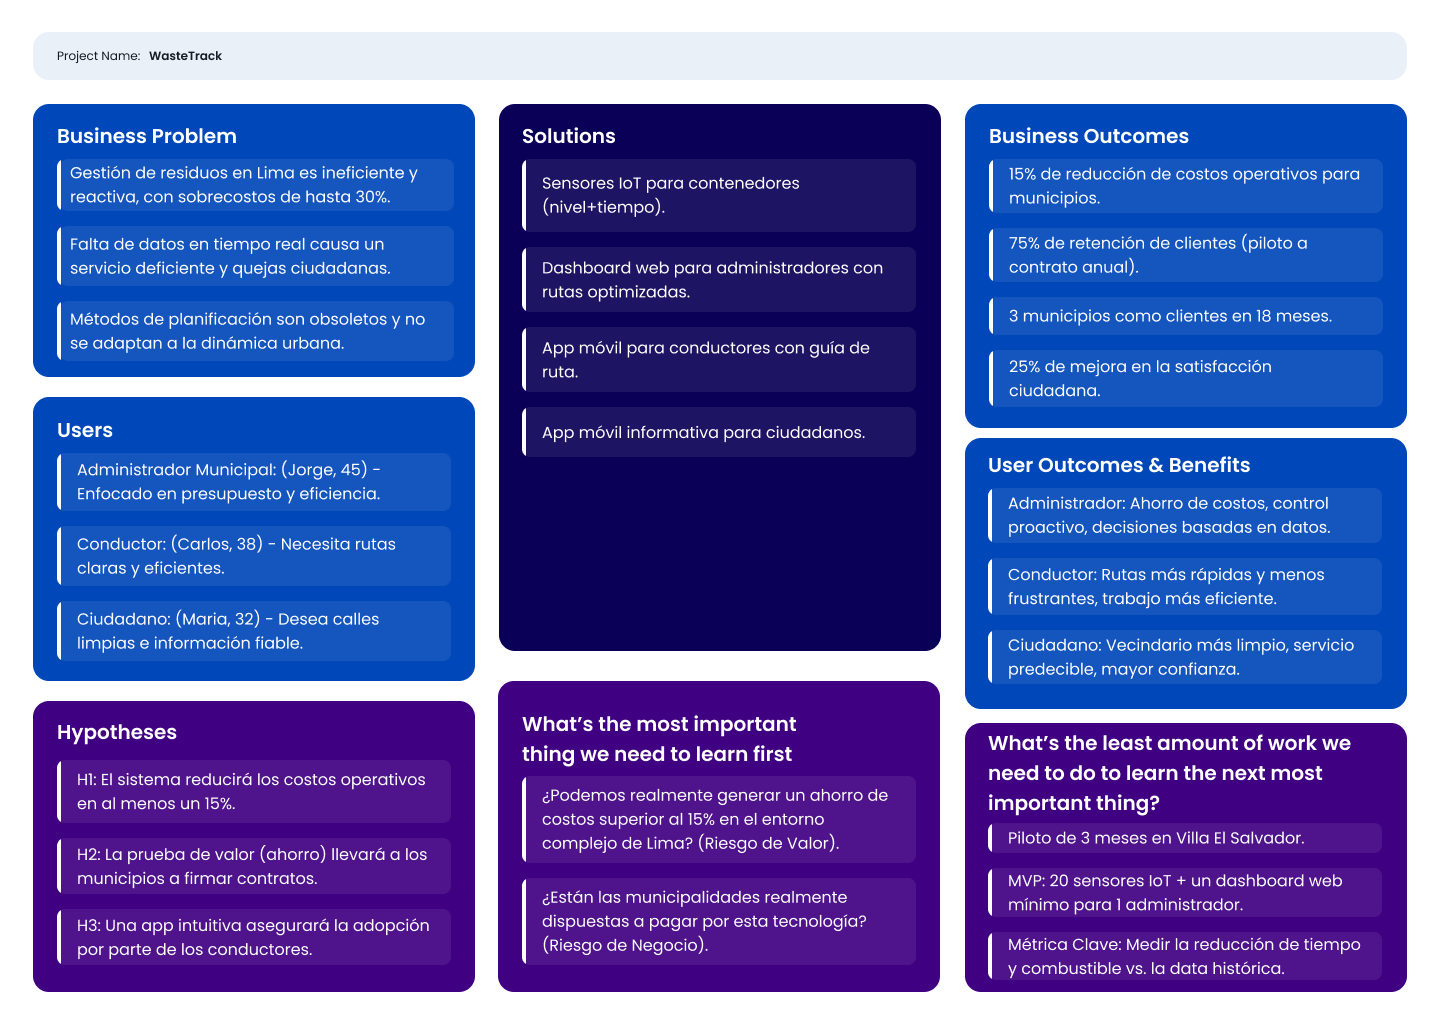 Project Name: WasteTrack
Business Problem
Gestión de residuos en Lima es ineficiente y
reactiva, con sobrecostos de hasta 30%.
Falta de datos en tiempo real causa un
servicio deficiente y quejas ciudadanas.
Métodos de planificación son obsoletos y no
se adaptan a la dinámica urbana.
Users
Administrador Municipal: (Jorge, 45) -
Enfocado en presupuesto y eficiencia.
Conductor: (Carlos, 38) - Necesita rutas
claras y eficientes.
Ciudadano: (Maria, 32) - Desea calles
limpias e información fiable.
Hypotheses
H1: El sistema reducirá los costos operativos
en al menos un 15%.
H2: La prueba de valor (ahorro) llevará a los
municipios a firmar contratos.
H3: Una app intuitiva asegurará la adopción
por parte de los conductores.
Solutions
Sensores IoT para contenedores
(nivel+tiempo).
Dashboard web para administradores con
rutas optimizadas.
App móvil para conductores con guía de
ruta.
App móvil informativa para ciudadanos.
What's the most important
thing we need to learn first
¿Podemos realmente generar un ahorro de
costos superior al 15% en el entorno
complejo de Lima? (Riesgo de Valor).
¿Están las municipalidades realmente
dispuestas a pagar por esta tecnología?
(Riesgo de Negocio).
Business Outcomes
15% de reducción de costos operativos para
municipios.
75% de retención de clientes (piloto a
contrato anual).
3 municipios como clientes en 18 meses.
25% de mejora en la satisfacción
ciudadana.
User Outcomes & Benefits
Administrador: Ahorro de costos, control
proactivo, decisiones basadas en datos.
Conductor: Rutas más rápidas y menos
frustrantes, trabajo más eficiente.
Ciudadano: Vecindario más limpio, servicio
predecible, mayor confianza.
What's the least amount of work we
need to do to learn the next most
important thing?
Piloto de 3 meses en Villa El Salvador.
MVP: 20 sensores IoT + un dashboard web
mínimo para 1 administrador.
Métrica Clave: Medir la reducción de tiempo
y combustible vs. la data histórica.